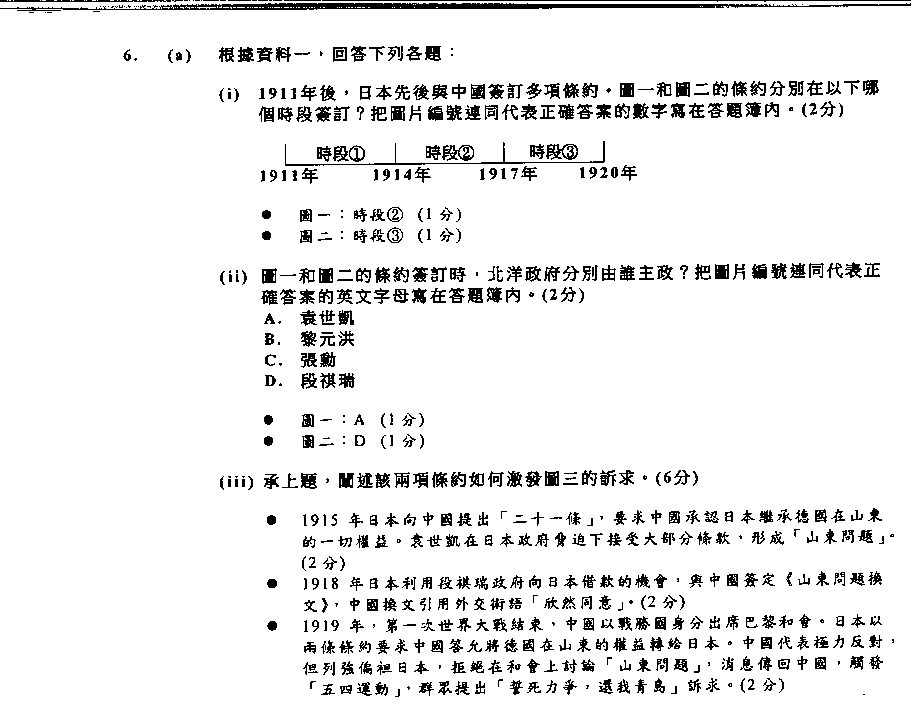 6. (a) 根據資料一，回答下列各題：
(i) 1911年後，日本先後與中國簽訂多項條約。圖一和圖二的條約分別在以下哪
個時段簽訂？把圖片編號連同代表正確答案的數字寫在答題簿內。(2分)
時段① 時段② 時段③
1911年 1914年 1917年 1920年
● 圖一：時段② (1 分)
● 圖二：時段③ (1 分)
(ii) 圖一和圖二的條約簽訂時，北洋政府分別由誰主政？把圖片編號連同代表正
確答案的英文字母寫在答題簿內。(2分)
A. 袁世凱
B. 黎元洪
C. 張勳
D. 段祺瑞
● 圖一：A (1 分)
● 圖二：D (1 分)
(iii) 承上題，闡述該兩項條約如何激發圖三的訴求。(6分)
● 1915 年日本向中國提出「二十一條」，要求中國承認日本繼承德國在山東
的一切權益。袁世凱在日本政府脅迫下接受大部分條款，形成「山東問題」。
(2 分)
● 1918 年日本利用段祺瑞政府向日本借款的機會，與中國簽定《山東問題換
文》，中國換文引用外交術語「欣然同意」。(2 分)
● 1919 年，第一次世界大戰結束，中國以戰勝國身分出席巴黎和會。日本以
兩條條約要求中國答允將德國在山東的權益轉給日本。中國代表極力反對，
但列強偏袒日本，拒絕在和會上討論「山東問題」，消息傳回中國，觸發
「五四運動」，群眾提出「誓死力爭，還我青島」訴求。(2 分)